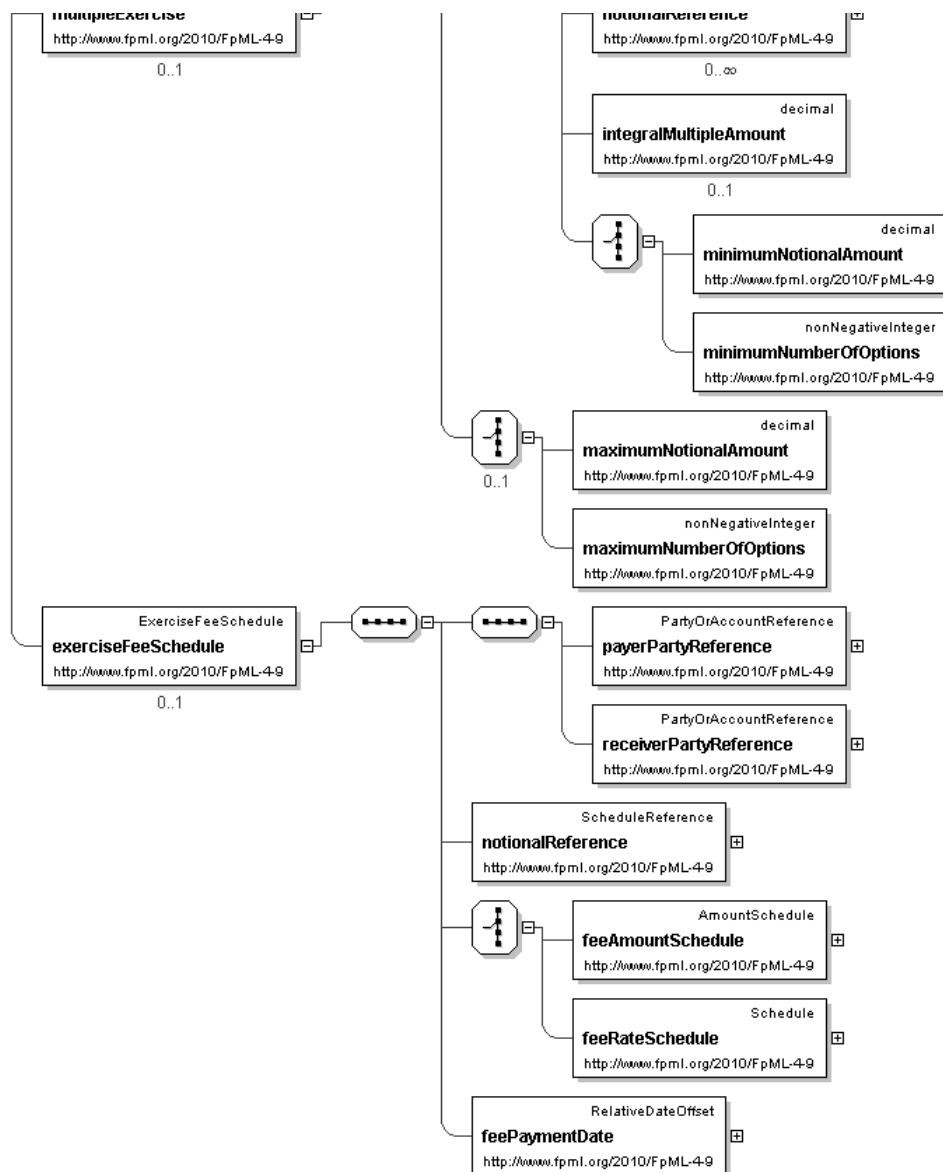 multipleExercise
http://www.fpml.org/2010/FpML-4-9
0..1
notionalReference
http://www.fpml.org/2010/FpML-4-9
0..∞
decimal
integralMultipleAmount
http://www.fpml.org/2010/FpML-4-9
0..1
decimal
minimumNotionalAmount
http://www.fpml.org/2010/FpML-4-9
nonNegativeInteger
minimumNumberOfOptions
http://www.fpml.org/2010/FpML-4-9
0..1
decimal
maximumNotionalAmount
http://www.fpml.org/2010/FpML-4-9
nonNegativeInteger
maximumNumberOfOptions
http://www.fpml.org/2010/FpML-4-9
ExerciseFeeSchedule
exerciseFeeSchedule
http://www.fpml.org/2010/FpML-4-9
0..1
PartyOrAccountReference
payerPartyReference
http://www.fpml.org/2010/FpML-4-9
PartyOrAccountReference
receiverPartyReference
http://www.fpml.org/2010/FpML-4-9
ScheduleReference
notionalReference
http://www.fpml.org/2010/FpML-4-9
AmountSchedule
feeAmountSchedule
http://www.fpml.org/2010/FpML-4-9
Schedule
feeRateSchedule
http://www.fpml.org/2010/FpML-4-9
RelativeDateOffset
feePaymentDate
http://www.fpml.org/2010/FpML-4-9